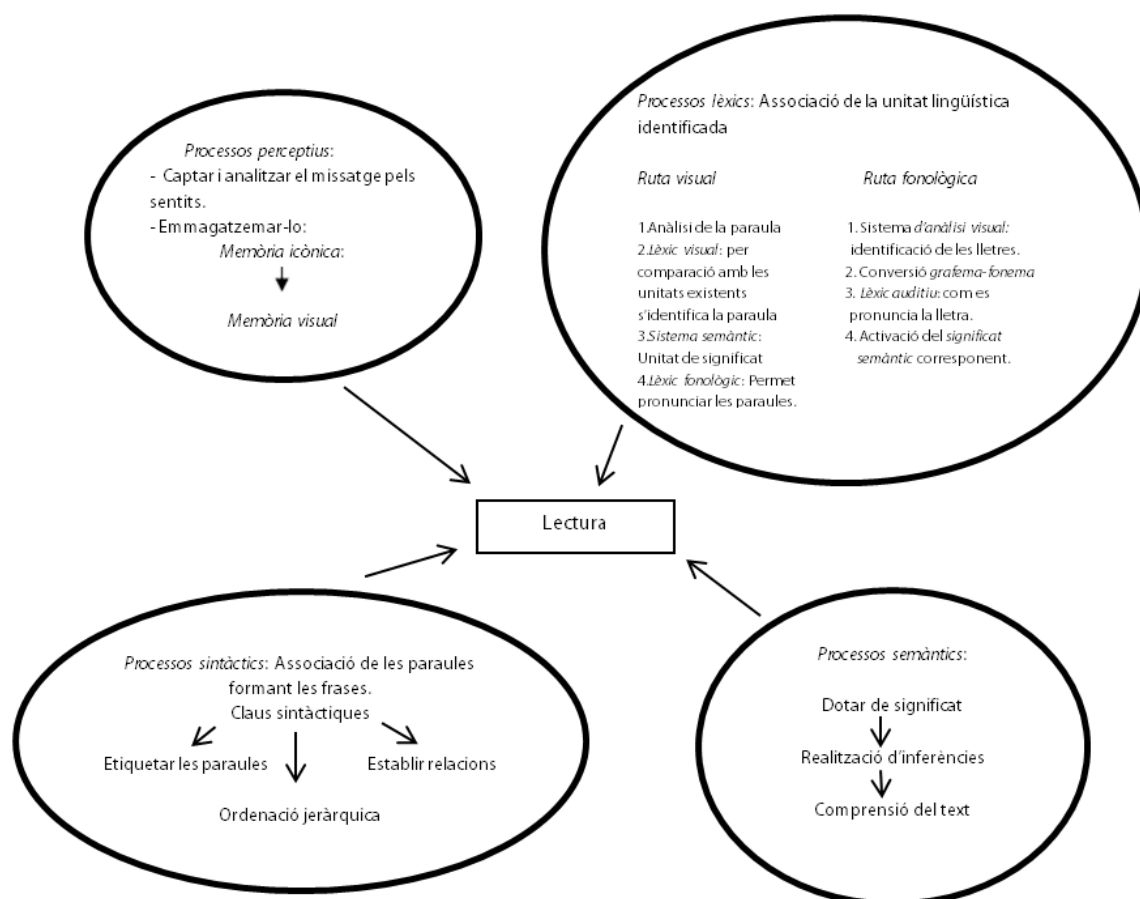 Processos perceptius:
- Captar i analitzar el missatge pels
sentits.
- Emmagatzemar-lo:
Memòria icònica:
Memòria visual
Processos lèxics: Associació de la unitat lingüística
identificada
Ruta visual
1.Anàlisi de la paraula
2.Lèxic visual: per
comparació amb les
unitats existents
s'identifica la paraula
3.Sistema semàntic:
Unitat de significat
4.Lèxic fonològic: Permet
pronunciar les paraules.
Ruta fonològica
1. Sistema d'anàlisi visual:
identificació de les lletres.
2. Conversió grafema-fonema
3. Lèxic auditiu: com es
pronuncia la lletra.
4. Activació del significat
semàntic corresponent.
Lectura
Processos sintàctics: Associació de les paraules
formant les frases.
Claus sintàctiques
Etiquetar les paraules
Establir relacions
Ordenació jeràrquica
Processos semàntics:
Dotar de significat
Realització d'inferències
Comprensió del text